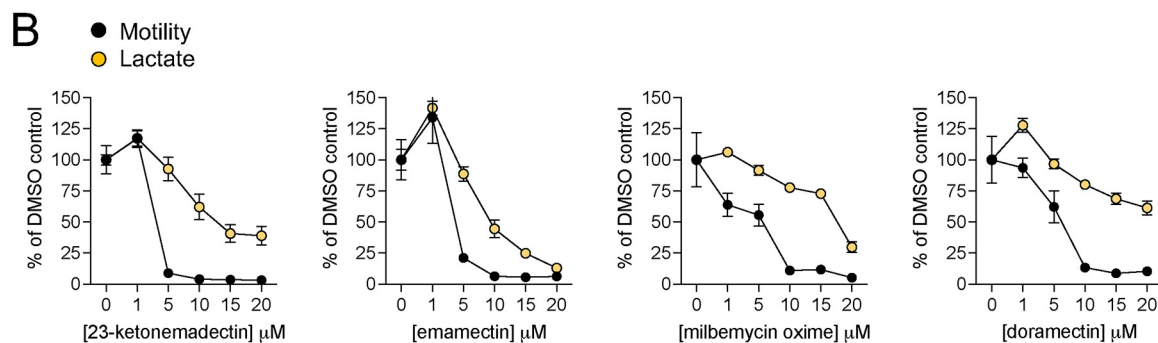 B
Motility
Lactate
% of DMSO control
150
125
100
75
50
25
0
0 1 5 10 15 20
[23-ketonemadectin] μM
% of DMSO control
150
125
100
75
50
25
0
0 1 5 10 15 20
[emamectin] μM
% of DMSO control
150
125
100
75
50
25
0
0 1 5 10 15 20
[milbemycin oxime] μM
% of DMSO control
150
125
100
75
50
25
0
0 1 5 10 15 20
[doramectin] μM